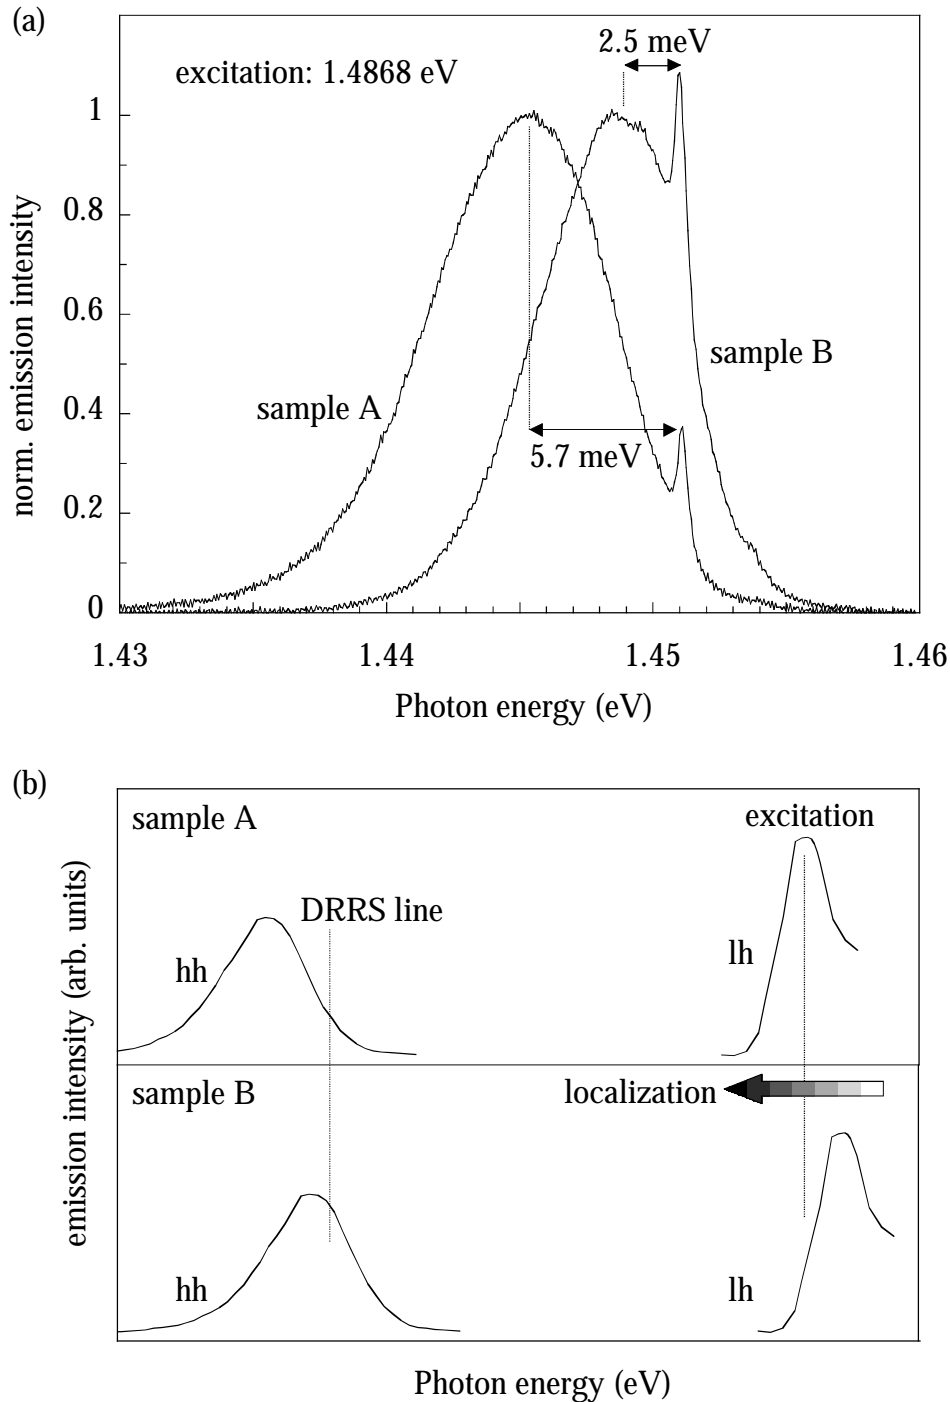 (a)
2.5 meV
excitation: 1.4868 eV
1
0.8
0.6
0.4
0.2
0
norm. emission intensity
sample B
sample A
5.7 meV
1.43
1.44
1.45
1.46
Photon energy (eV)
(b)
sample A
excitation
DRRS line
hh
lh
sample B
localization
hh
lh
emission intensity (arb. units)
Photon energy (eV)